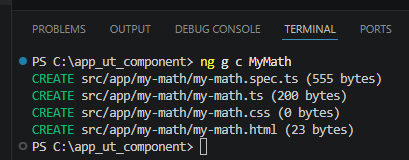 PROBLEMS OUTPUT DEBUG CONSOLE TERMINAL PORTS
PS C:\app_ut_component> ng g c MyMath
CREATE src/app/my-math/my-math.spec.ts (555 bytes)
CREATE src/app/my-math/my-math.ts (200 bytes)
CREATE src/app/my-math/my-math.css (0 bytes)
CREATE src/app/my-math/my-math.html (23 bytes)
PS C:\app_ut_component>